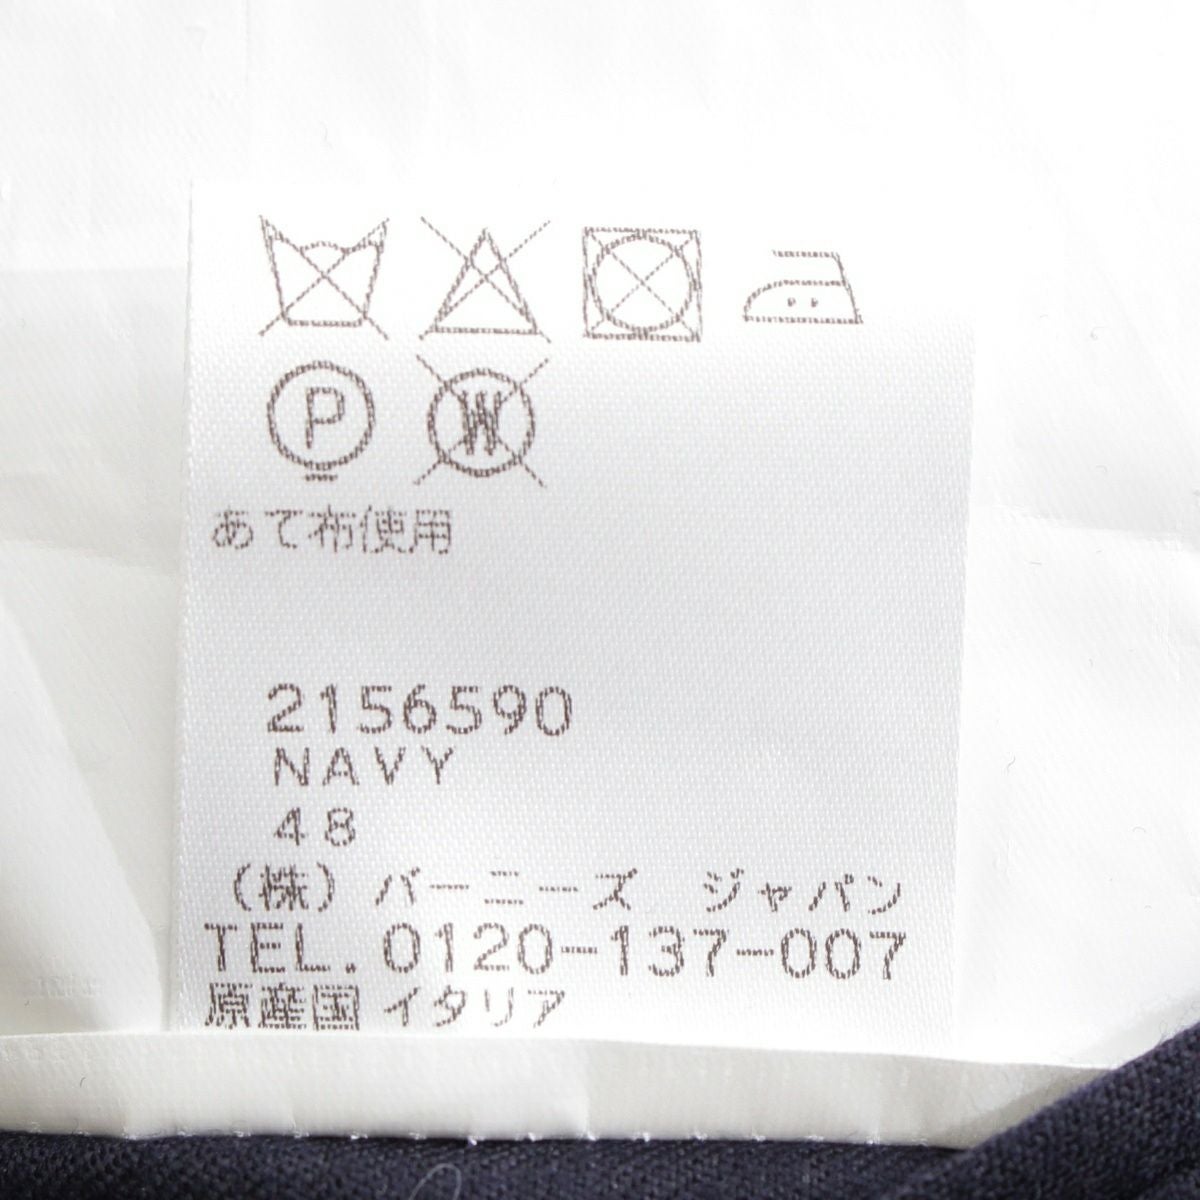 P W
あて布使用
2156590
NAVY
48
(株) バーニーズ ジャパン
TEL. 0120-137-007
原産国 イタリア